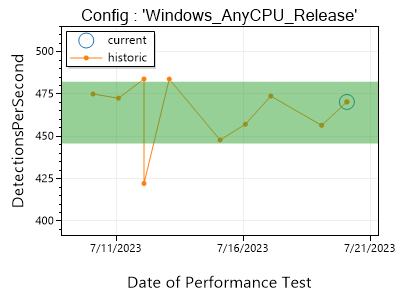 Config : 'Windows_AnyCPU_Release'
current
historic
DetectionsPerSecond
500
475
450
425
400
7/11/2023
7/16/2023
7/21/2023
Date of Performance Test